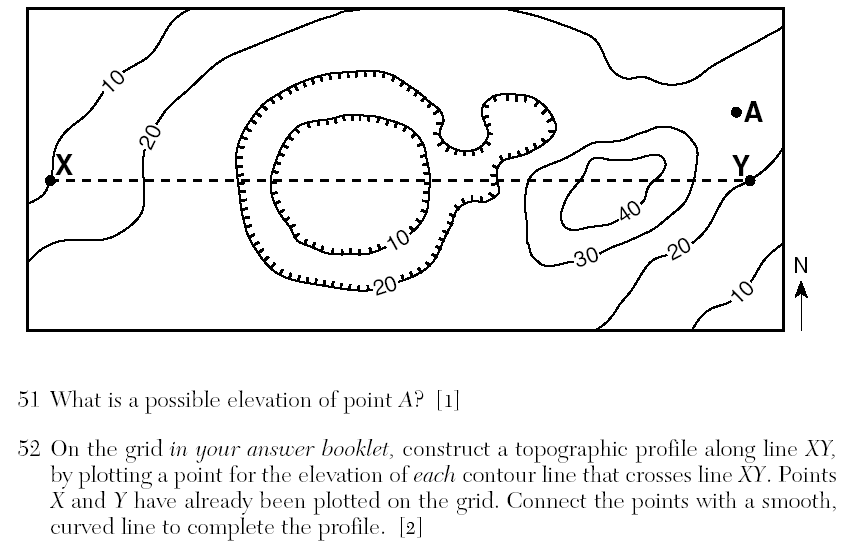 10
20
X
A
Y
40
10
30
20
20
10
N
51 What is a possible elevation of point A? [1]
52 On the grid in your answer booklet, construct a topographic profile along line XY,
by plotting a point for the elevation of each contour line that crosses line XY. Points
X and Y have already been plotted on the grid. Connect the points with a smooth,
curved line to complete the profile. [2]